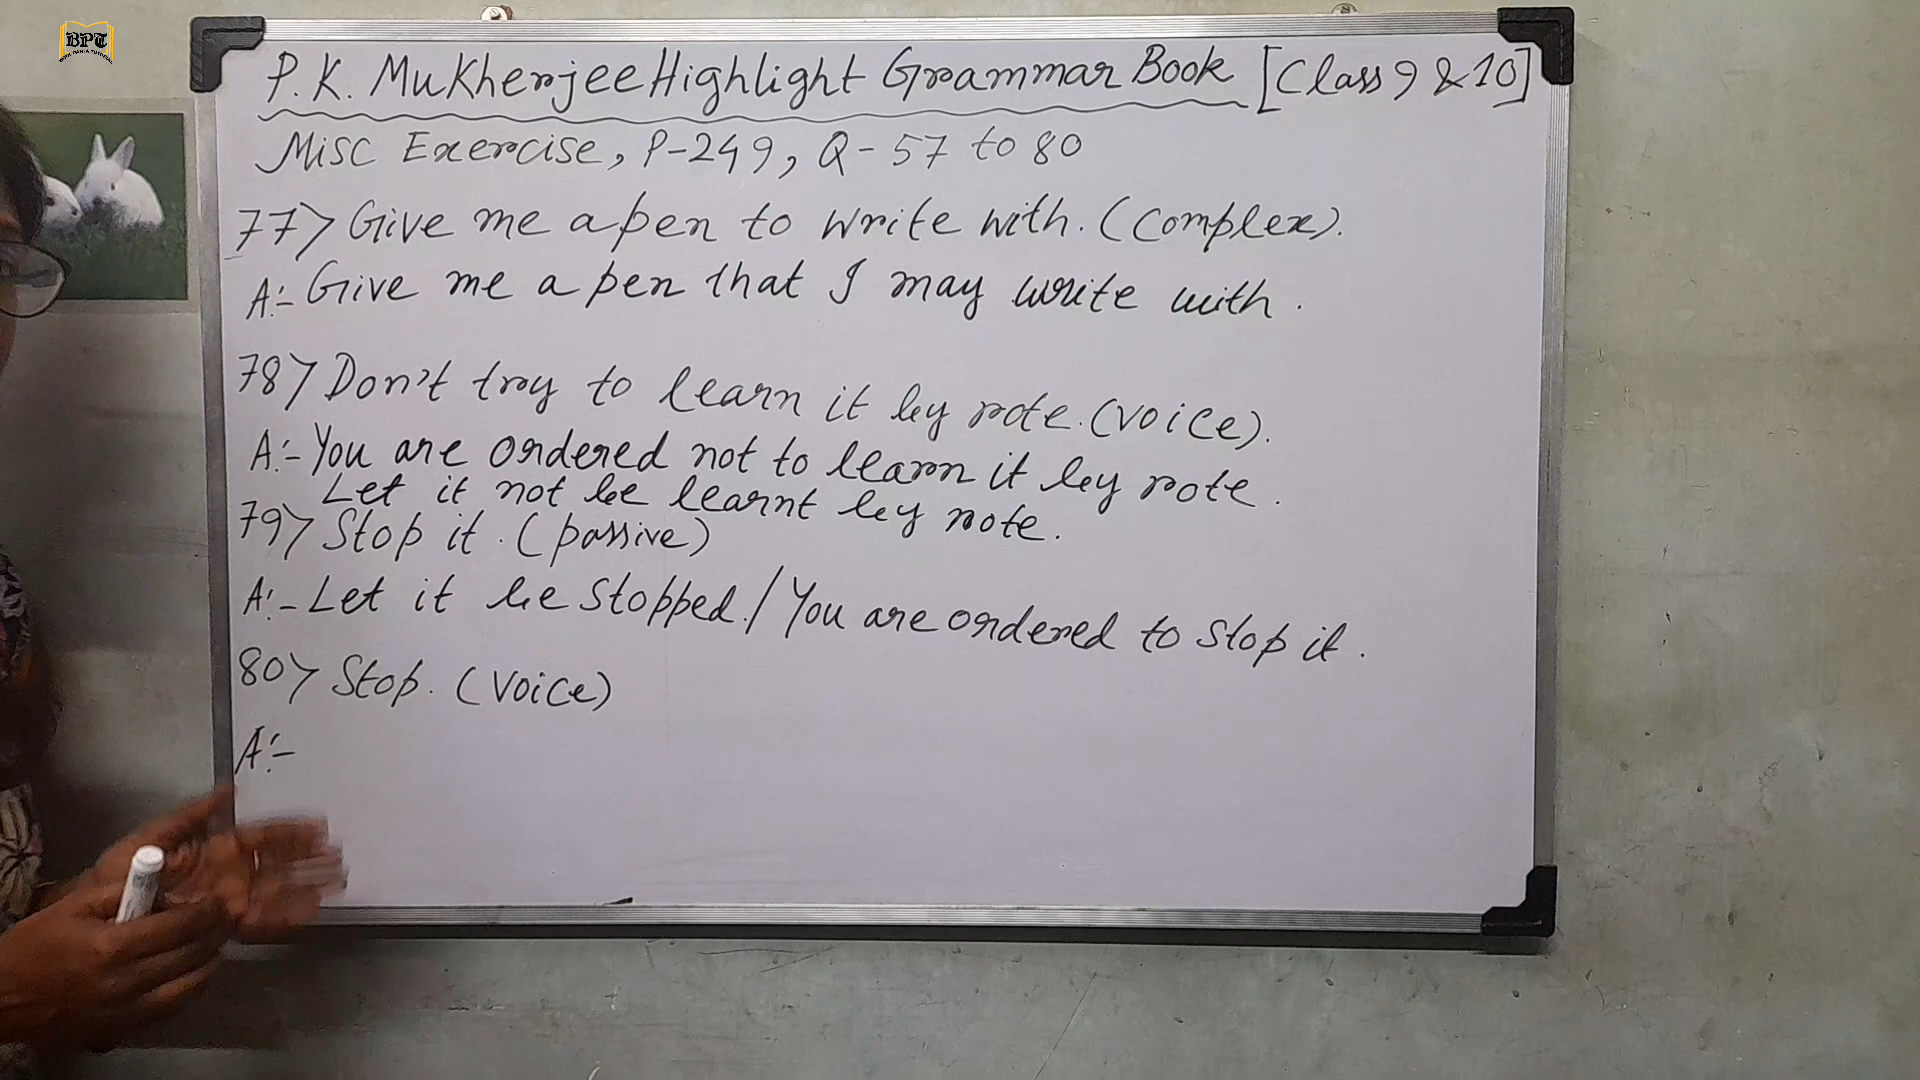 BPT
P.K. Mukherjee Highlight Grammar Book [Class 9 & 10]
Misc Exercise, P-249, Q-57 to 80
77> Give me a pen to write with. (Complex).
A:- Give me a pen that I may write with.
78> Don't try to learn it by rote. (voice).
A:- You are ordered not to learn it by rote.
Let it not be learnt by rote.
79> Stop it. (passive)
A:- Let it be stopped./You are ordered to stop it.
80> Stop. (Voice)
A:-